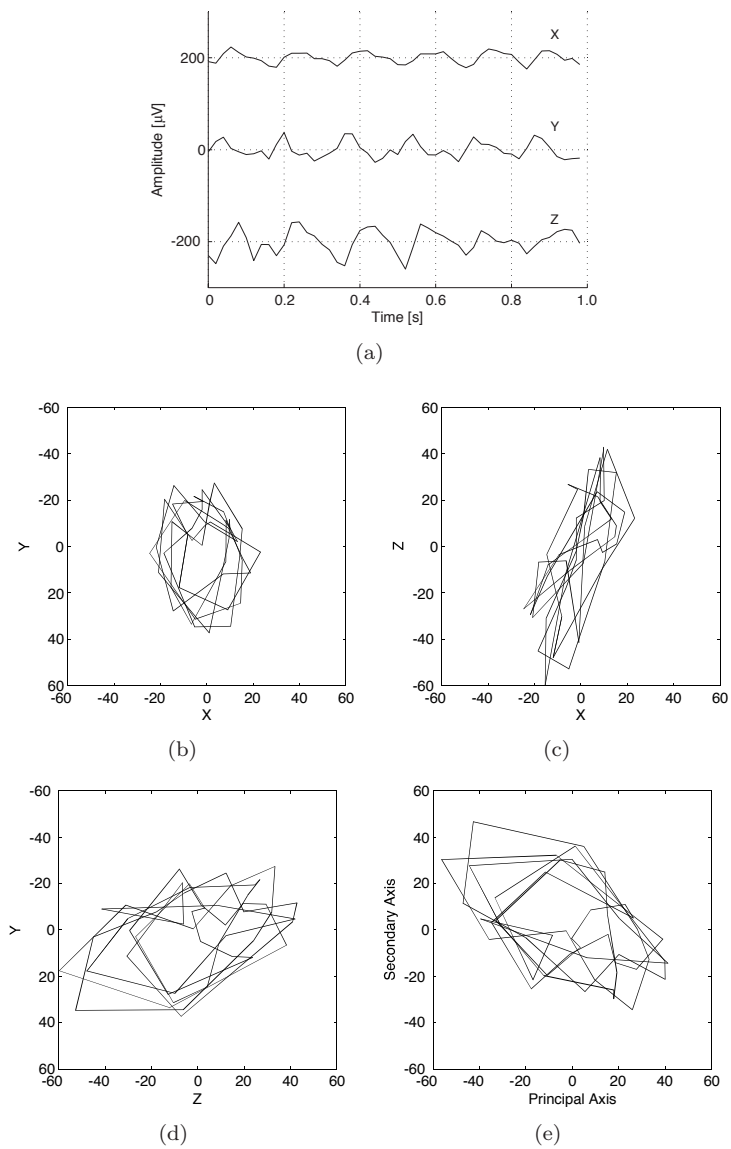 X
200
Y
0
Z
-200
Amplitude [µV]
0 0.2 0.4 0.6 0.8 1.0
Time [s]
(a)
-60
-40
-20
0
20
40
60
Y
-60 -40 -20 0 20 40 60
X
(b)
60
40
20
0
20
40
60
Z
-60 -40 -20 0 20 40 60
X
(c)
-60
-40
-20
0
20
40
60
Y
-60 -40 -20 0 20 40 60
Z
(d)
60
40
20
0
-20
-40
60
Secondary Axis
-60 -40 -20 0 20 40 60
Principal Axis
(e)